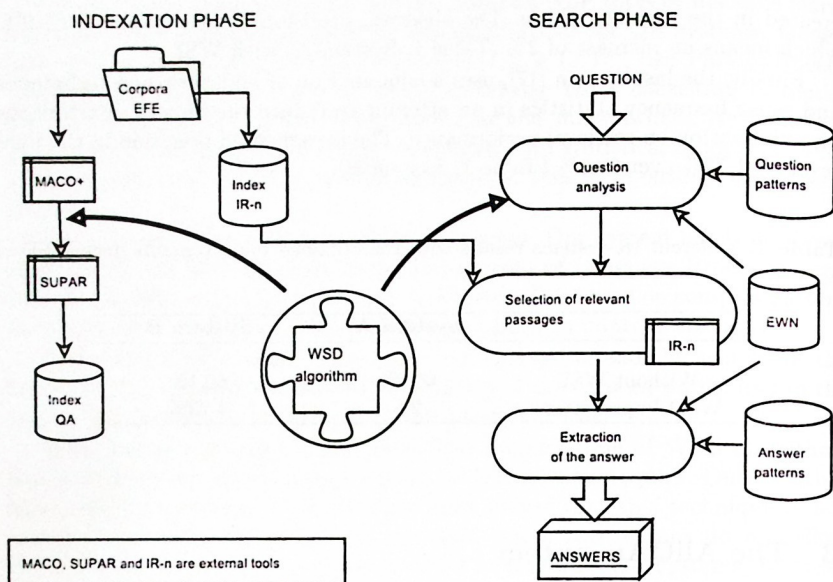 INDEXATION PHASE
SEARCH PHASE
Corpora
EFE
QUESTION
MACO+
Index
IR-n
Question
analysis
Question
patterns
SUPAR
Selection of relevant
passages
IR-n
EWN
WSD
algorithm
Index
QA
Extraction
of the answer
Answer
patterns
ANSWERS
MACO, SUPAR and IR-n are external tools